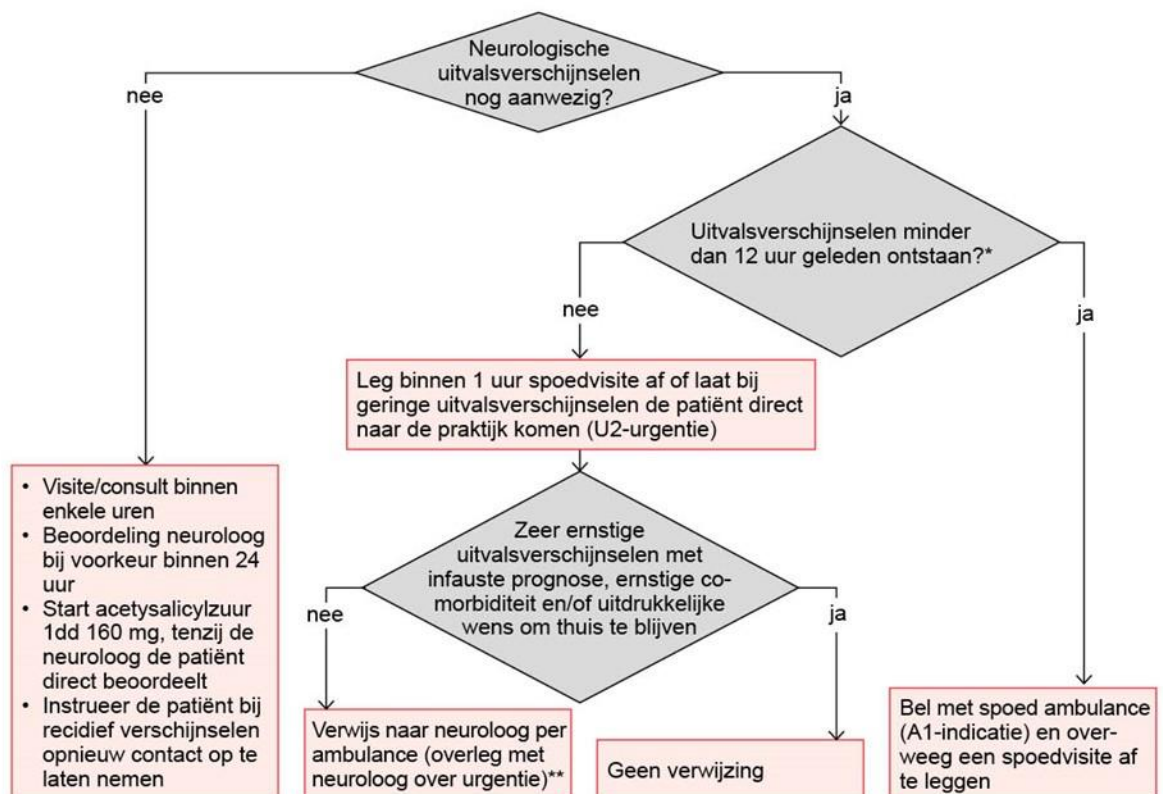 Neurologische
uitvalsverschijnselen
nog aanwezig?
nee
ja
Uitvalsverschijnselen minder
dan 12 uur geleden ontstaan?*
nee
ja
Leg binnen 1 uur spoedvisite af of laat bij
geringe uitvalsverschijnselen de patiënt direct
naar de praktijk komen (U2-urgentie)
• Visite/consult binnen
enkele uren
• Beoordeling neuroloog
bij voorkeur binnen 24
uur
• Start acetysalicylzuur
1dd 160 mg, tenzij de
neuroloog de patiënt
direct beoordeelt
• Instrueer de patiënt bij
recidief verschijnselen
opnieuw contact op te
laten nemen
Zeer ernstige
uitvalsverschijnselen met
infauste prognose, ernstige co-
morbiditeit en/of uitdrukkelijke
wens om thuis te blijven
nee
ja
Verwijs naar neuroloog per
ambulance (overleg met
neuroloog over urgentie)**
Geen verwijzing
Bel met spoed ambulance
(A1-indicatie) en over-
weeg een spoedvisite af
te leggen